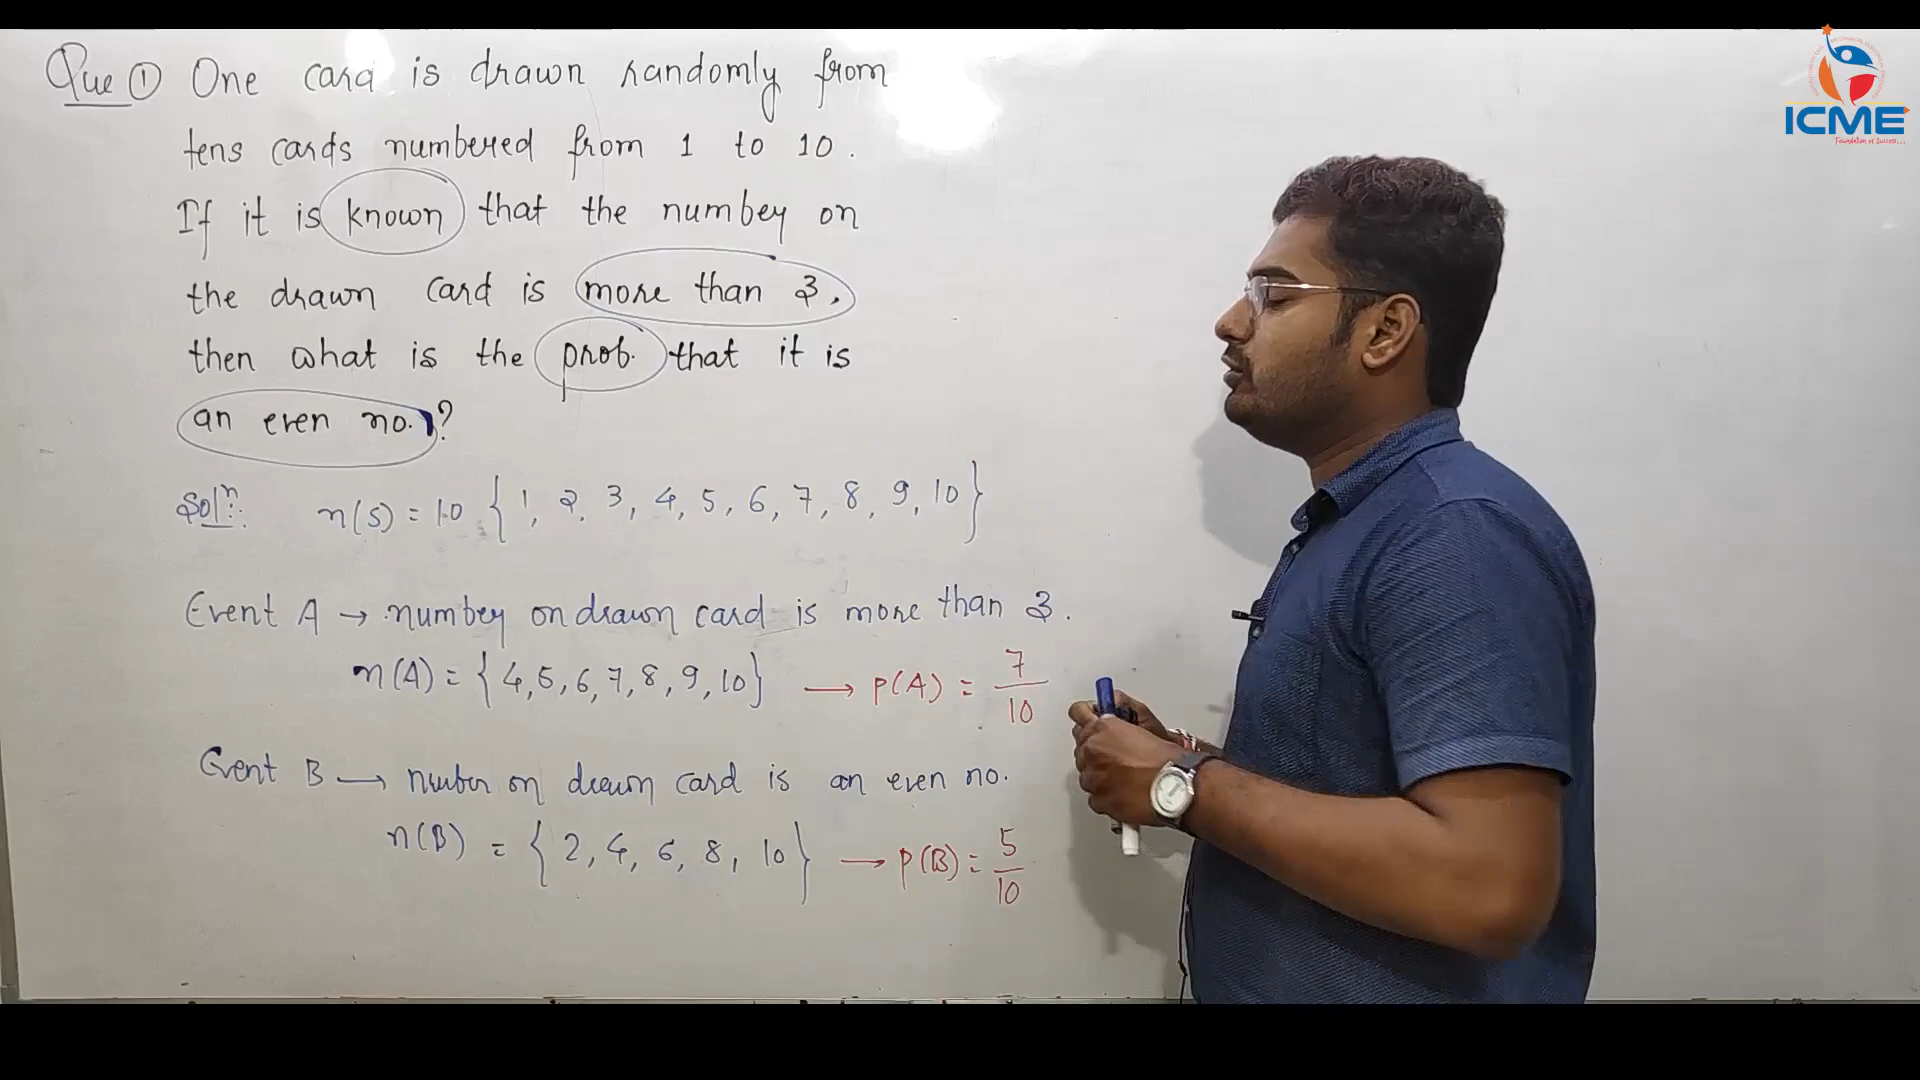 Que ① One card is drawn randomly from
tens cards numbered from 1 to 10.
If it is known that the number on
the drawn card is more than 3,
then what is the prob. that it is
an even no.?
Solⁿ:. n(S) = 10 { 1, 2, 3, 4, 5, 6, 7, 8, 9, 10 }
Event A → number on drawn card is more than 3.
n(A) = { 4, 5, 6, 7, 8, 9, 10 } → P(A) = 7/10
Event B → number on drawn card is an even no.
n(B) = { 2, 4, 6, 8, 10 } → P(B) = 5/10
ICME
Foundation of Success...